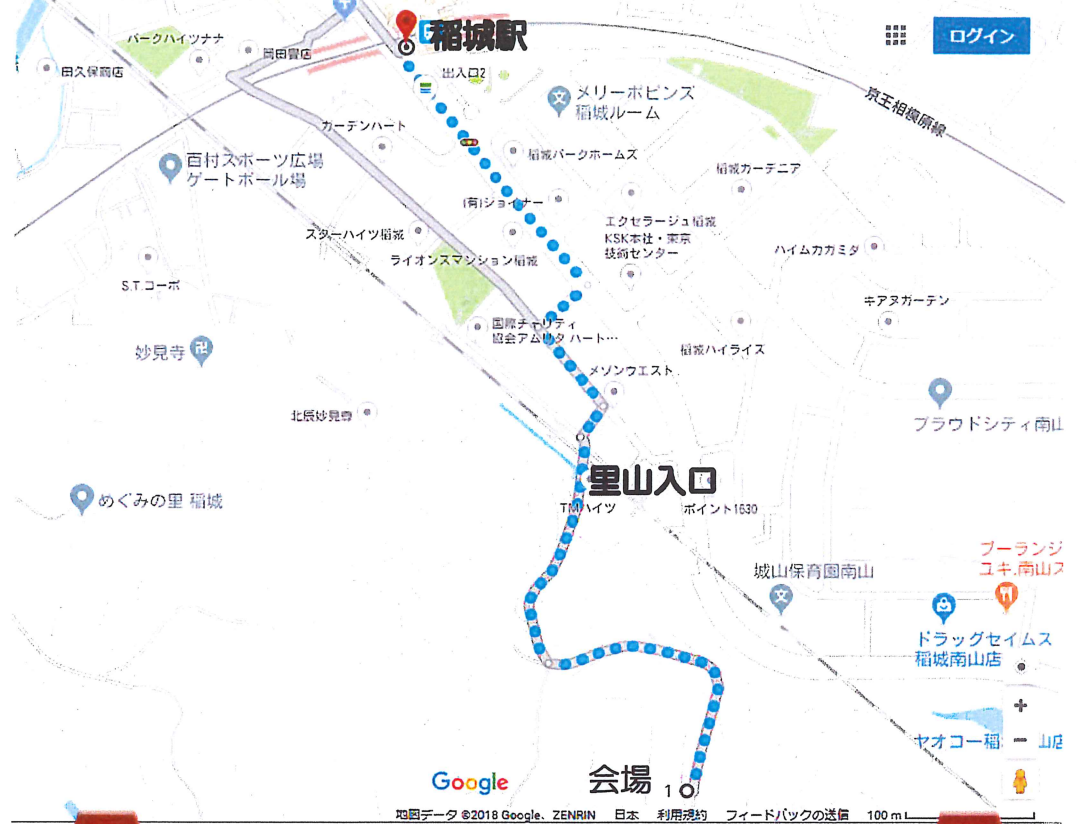 稲城駅
ログイン
パークハイツナナ
岡田畳店
田久保商店
出入口2
メリーポピンズ
稲城ルーム
京王相模原線
ガーデンハート
稲城パークホームズ
百村スポーツ広場
ゲートボール場
稲城ガーデニア
(有)ジョイナー
エクセラージュ稲城
スターハイツ稲城
KSK本社・東京
技術センター
ハイムカガミダ
ライオンズマンション稲城
S.T.コーポ
キアヌガーデン
国際チャリティ
協会アムリタ ハート…
妙見寺
稲城ハイライズ
メゾンウエスト
北辰妙見尊
プラウドシティ南山
里山入口
めぐみの里 稲城
TMハイツ
ポイント1630
ブーランジ
ユキ.南山ス
城山保育園南山
ドラッグセイムス
稲城南山店
ヤオコー稲
山店
会場 1
Google
地図データ ©2018 Google、ZENRIN 日本 利用規約 フィードバックの送信 100 m